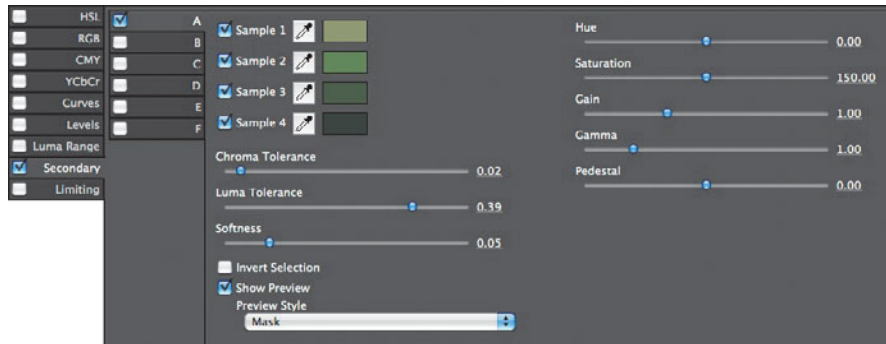 HSL
RGB
CMY
YCbCr
Curves
Levels
Luma Range
Secondary
Limiting
A
B
C
D
E
F
Sample 1
Sample 2
Sample 3
Sample 4
Chroma Tolerance
0.02
Luma Tolerance
0.39
Softness
0.05
Invert Selection
Show Preview
Preview Style
Mask
Hue
0.00
Saturation
150.00
Gain
1.00
Gamma
1.00
Pedestal
0.00